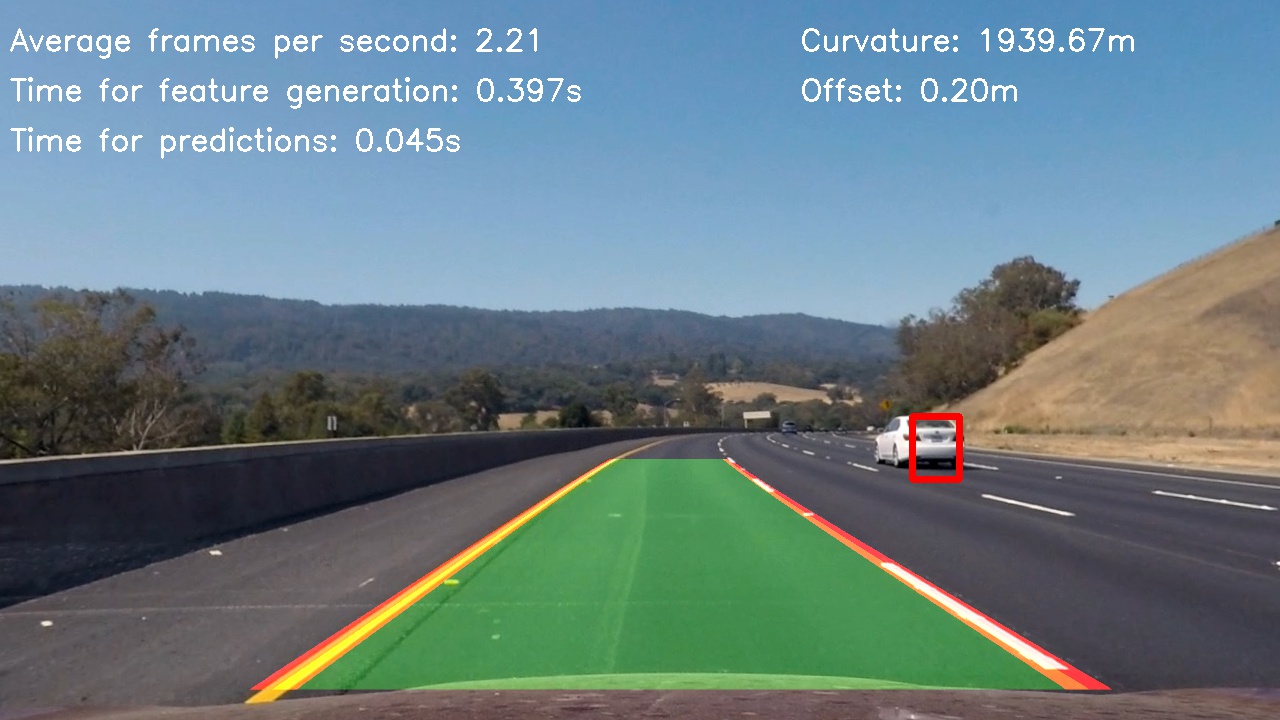 Average frames per second: 2.21
Time for feature generation: 0.397s
Time for predictions: 0.045s
Curvature: 1939.67m
Offset: 0.20m